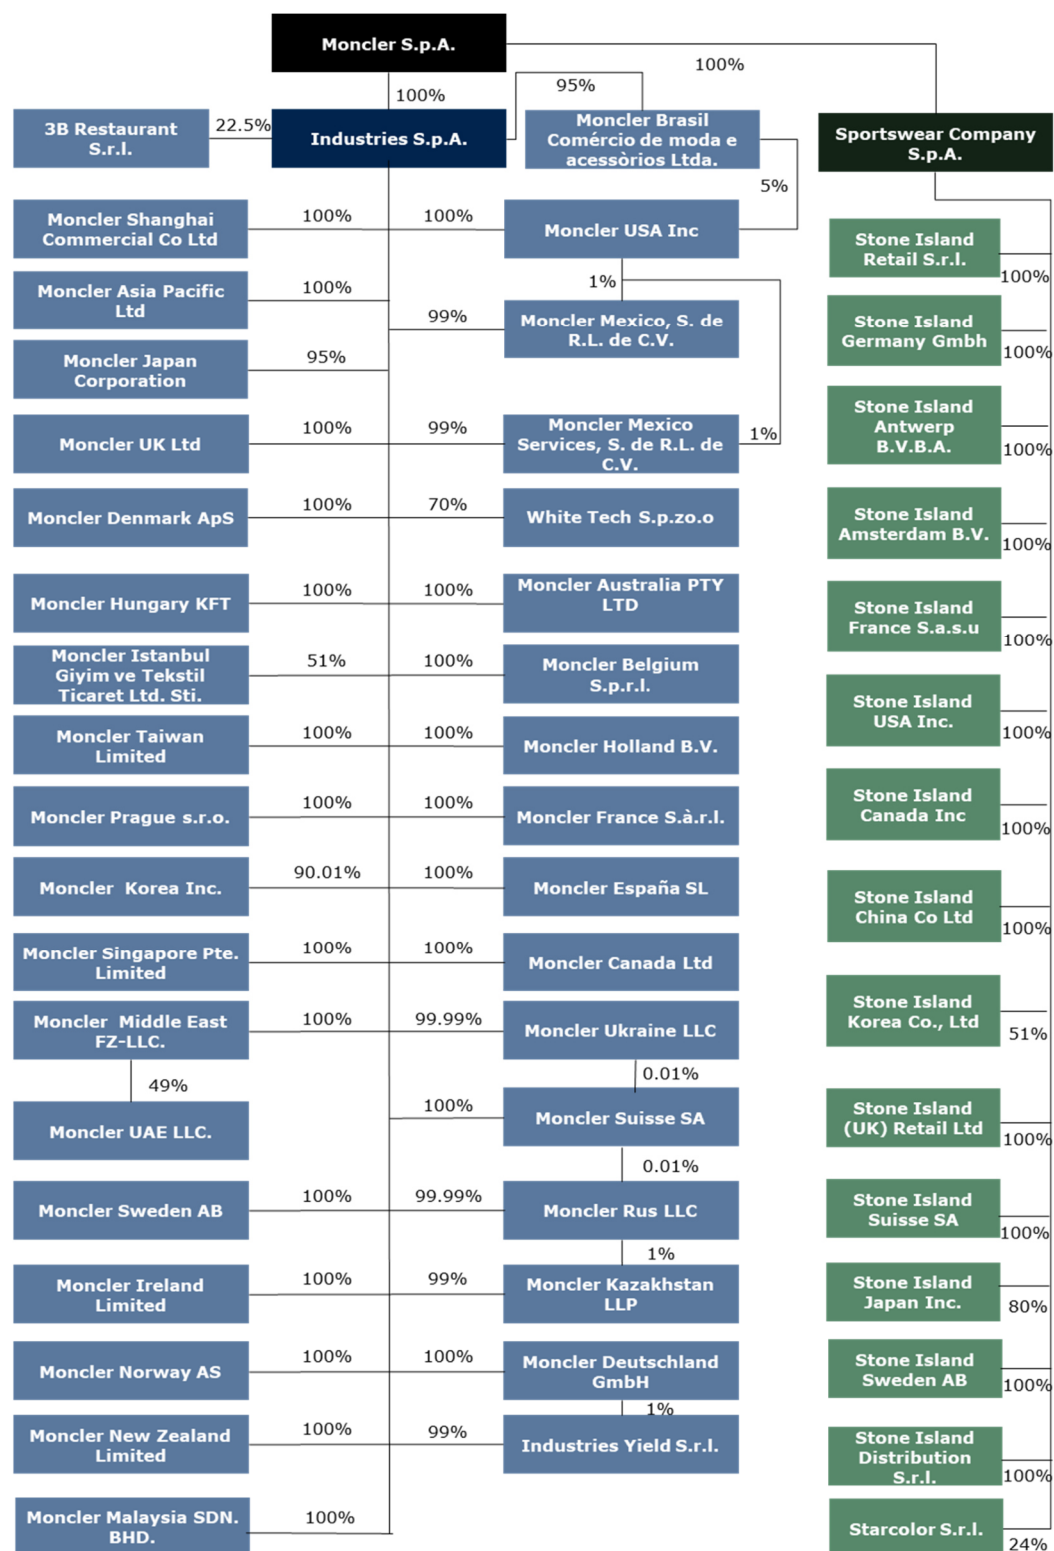 Moncler S.p.A.
100%
100%
95%
3B Restaurant
S.r.l.
22.5%
Industries S.p.A.
Moncler Brasil
Comércio de moda e
acessòrios Ltda.
Sportswear Company
S.p.A.
5%
Moncler Shanghai
Commercial Co Ltd
100%
100%
Moncler USA Inc
Stone Island
Retail S.r.l.
100%
Moncler Asia Pacific
Ltd
100%
1%
99%
Moncler Mexico, S. de
R.L. de C.V.
Stone Island
Germany Gmbh
100%
Moncler Japan
Corporation
95%
Moncler UK Ltd
100%
99%
Moncler Mexico
Services, S. de R.L. de
C.V.
1%
Stone Island
Antwerp
B.V.B.A.
100%
Moncler Denmark ApS
100%
70%
White Tech S.p.zo.o
Stone Island
Amsterdam B.V.
100%
Moncler Hungary KFT
100%
100%
Moncler Australia PTY
LTD
Stone Island
France S.a.s.u
100%
Moncler Istanbul
Giyim ve Tekstil
Ticaret Ltd. Sti.
51%
100%
Moncler Belgium
S.p.r.l.
Stone Island
USA Inc.
100%
Moncler Taiwan
Limited
100%
100%
Moncler Holland B.V.
Moncler Prague s.r.o.
100%
100%
Moncler France S.à.r.l.
Stone Island
Canada Inc
100%
Moncler  Korea Inc.
90.01%
100%
Moncler España SL
Stone Island
China Co Ltd
100%
Moncler Singapore Pte.
Limited
100%
100%
Moncler Canada Ltd
Moncler  Middle East
FZ-LLC.
100%
99.99%
Moncler Ukraine LLC
Stone Island
Korea Co., Ltd
51%
49%
0.01%
Moncler UAE LLC.
100%
Moncler Suisse SA
Stone Island
(UK) Retail Ltd
100%
0.01%
Moncler Sweden AB
100%
99.99%
Moncler Rus LLC
Stone Island
Suisse SA
100%
1%
Moncler Ireland
Limited
100%
99%
Moncler Kazakhstan
LLP
Stone Island
Japan Inc.
80%
Moncler Norway AS
100%
100%
Moncler Deutschland
GmbH
Stone Island
Sweden AB
100%
1%
Moncler New Zealand
Limited
100%
99%
Industries Yield S.r.l.
Stone Island
Distribution
S.r.l.
100%
Moncler Malaysia SDN.
BHD.
100%
Starcolor S.r.l.
24%